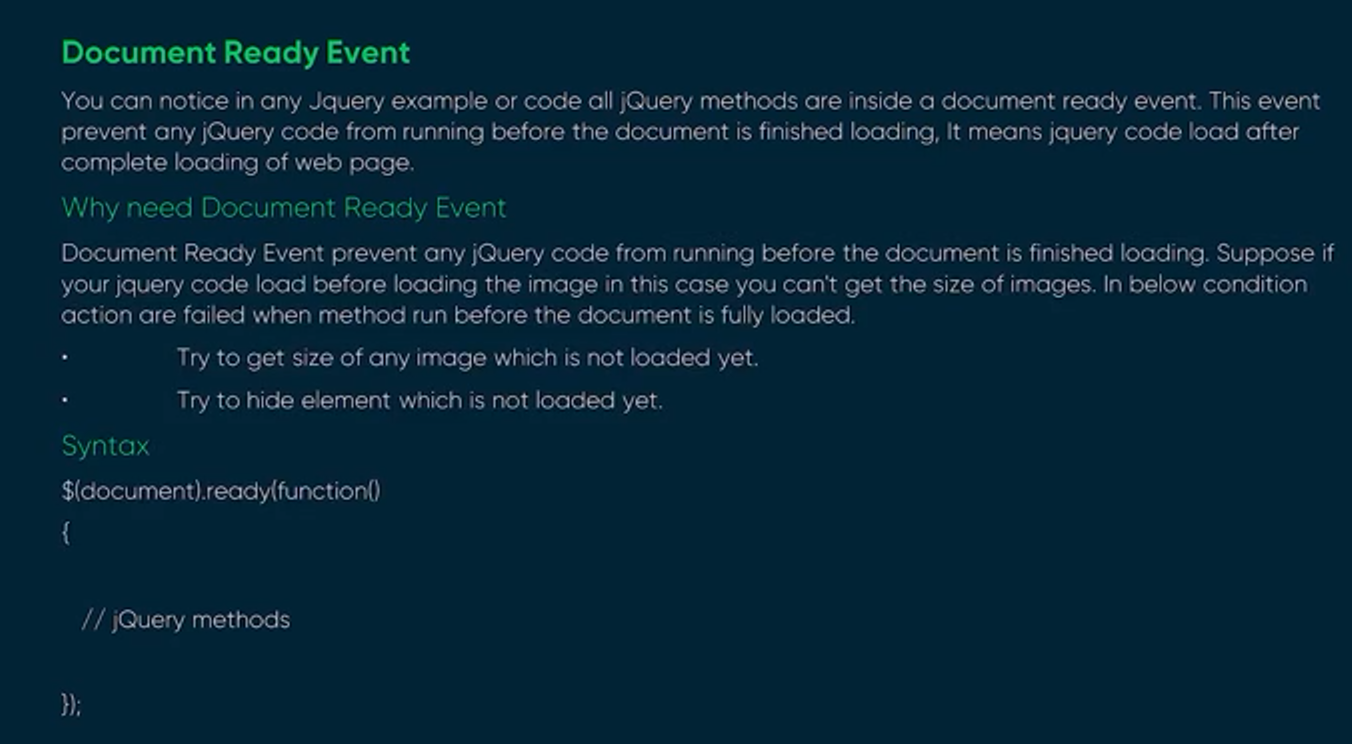 Document Ready Event
You can notice in any Jquery example or code all jQuery methods are inside a document ready event. This event
prevent any jQuery code from running before the document is finished loading, It means jquery code load after
complete loading of web page.
Why need Document Ready Event
Document Ready Event prevent any jQuery code from running before the document is finished loading. Suppose if
your jquery code load before loading the image in this case you can't get the size of images. In below condition
action are failed when method run before the document is fully loaded.
• Try to get size of any image which is not loaded yet.
• Try to hide element which is not loaded yet.
Syntax
$(document).ready(function()
{
// jQuery methods
});